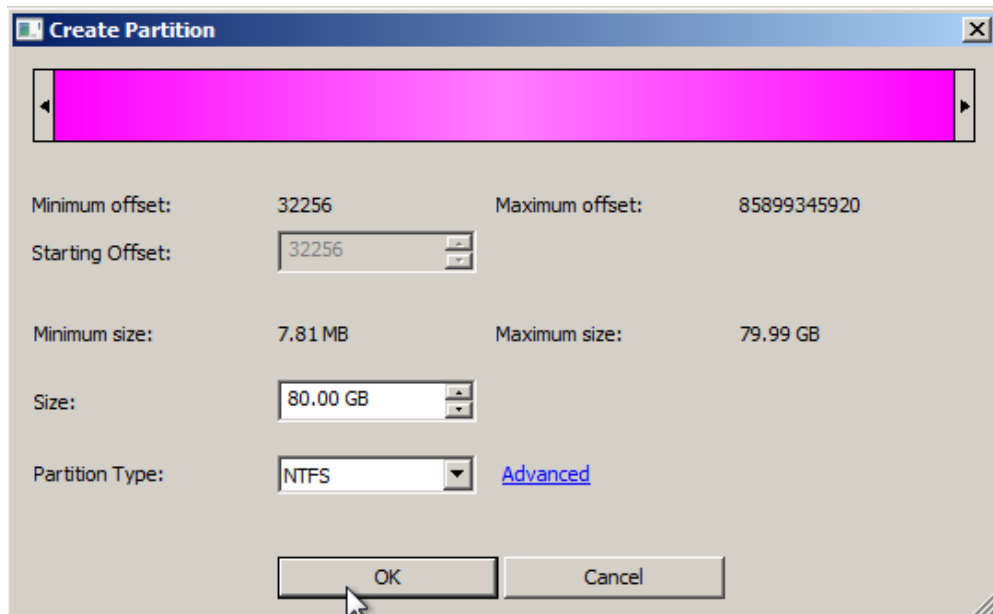 Create Partition
Minimum offset: 32256 Maximum offset: 85899345920
Starting Offset: 32256
Minimum size: 7.81 MB Maximum size: 79.99 GB
Size: 80.00 GB
Partition Type: NTFS Advanced
OK Cancel